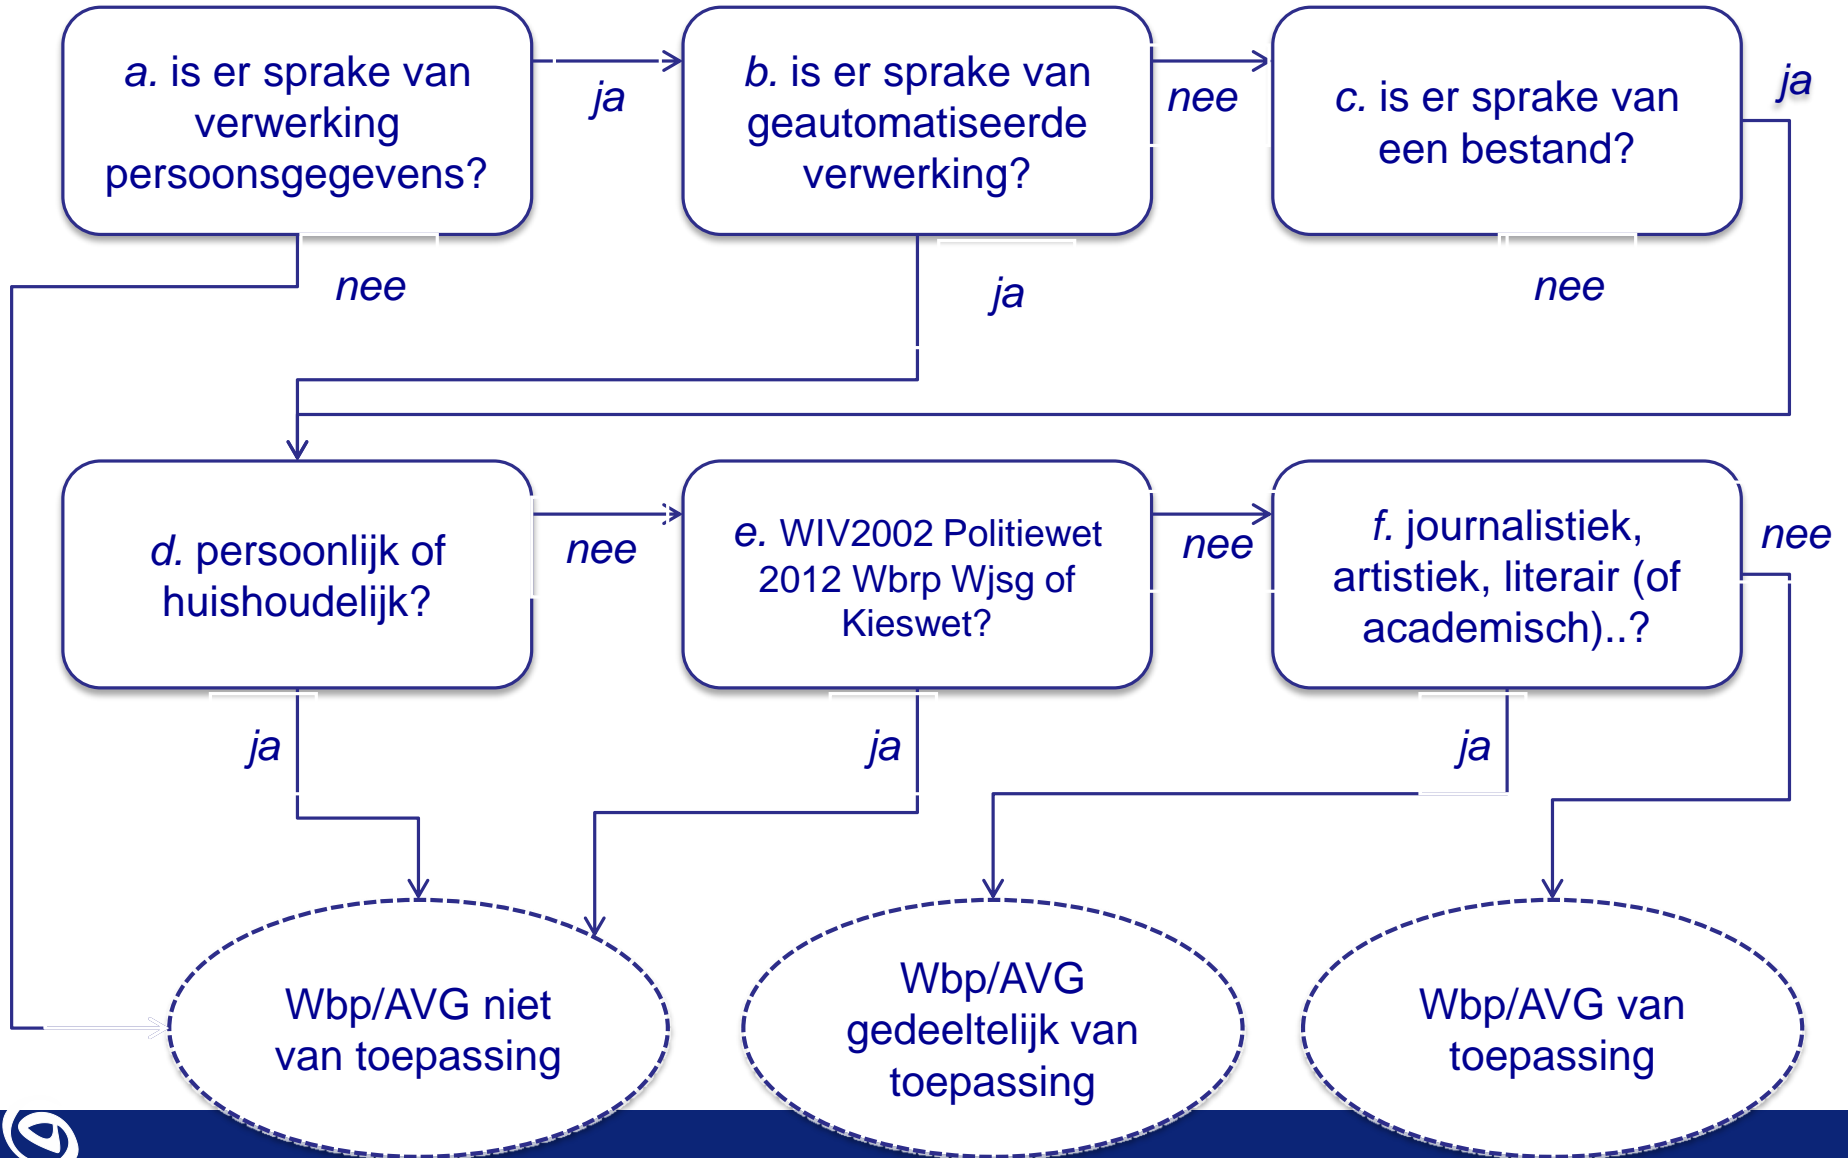 a. is er sprake van
verwerking
persoonsgegevens?
ja
b. is er sprake van
geautomatiseerde
verwerking?
nee
c. is er sprake van
een bestand?
ja
nee
ja
nee
d. persoonlijk of
huishoudelijk?
nee
e. WIV2002 Politiewet
2012 Wbrp Wjsg of
Kieswet?
nee
f. journalistiek,
artistiek, literair (of
academisch)..?
nee
ja
ja
ja
Wbp/AVG niet
van toepassing
Wbp/AVG
gedeeltelijk van
toepassing
Wbp/AVG van
toepassing